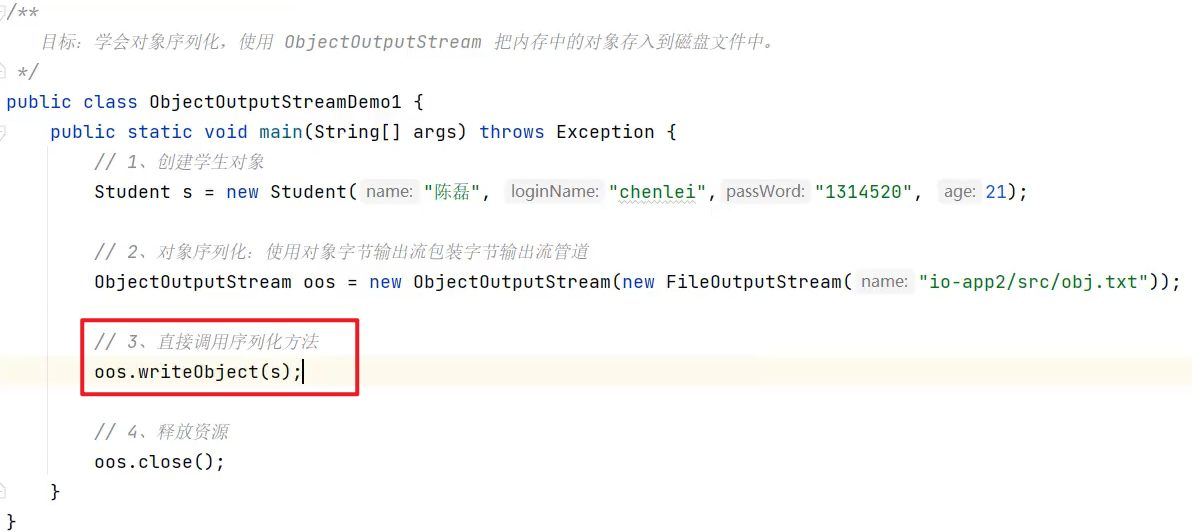 /**
目标：学会对象序列化，使用 ObjectOutputStream 把内存中的对象存入到磁盘文件中。
*/
public class ObjectOutputStreamDemo1 {
public static void main(String[] args) throws Exception {
// 1、创建学生对象
Student s = new Student( name: "陈磊", loginName: "chenlei", passWord: "1314520", age: 21);
// 2、对象序列化：使用对象字节输出流包装字节输出流管道
ObjectOutputStream oos = new ObjectOutputStream(new FileOutputStream( name: "io-app2/src/obj.txt"));
// 3、直接调用序列化方法
oos.writeObject(s);
// 4、释放资源
oos.close();
}
}